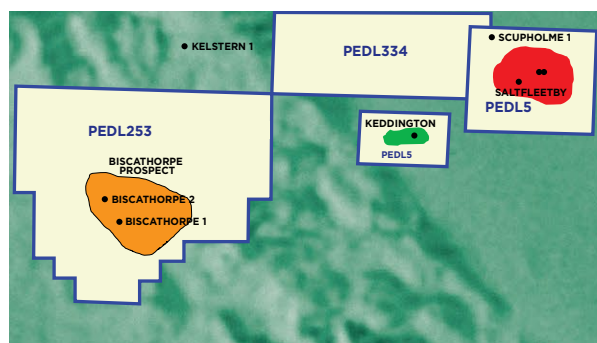 KELSTERN 1
PEDL334
SCUPHOLME 1
SALTFLEETBY
PEDL5
KEDDINGTON
PEDL5
PEDL253
BISCATHORPE
PROSPECT
BISCATHORPE 2
BISCATHORPE 1